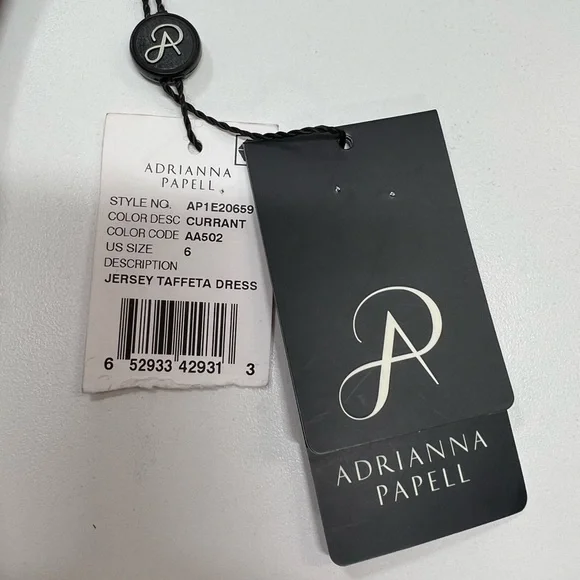 ADRIANNA
PAPELL
STYLE NO. AP1E20659
COLOR DESC CURRANT
COLOR CODE AA502
US SIZE 6
DESCRIPTION
JERSEY TAFFETA DRESS
6 52933 42931 3
ADRIANNA
PAPELL